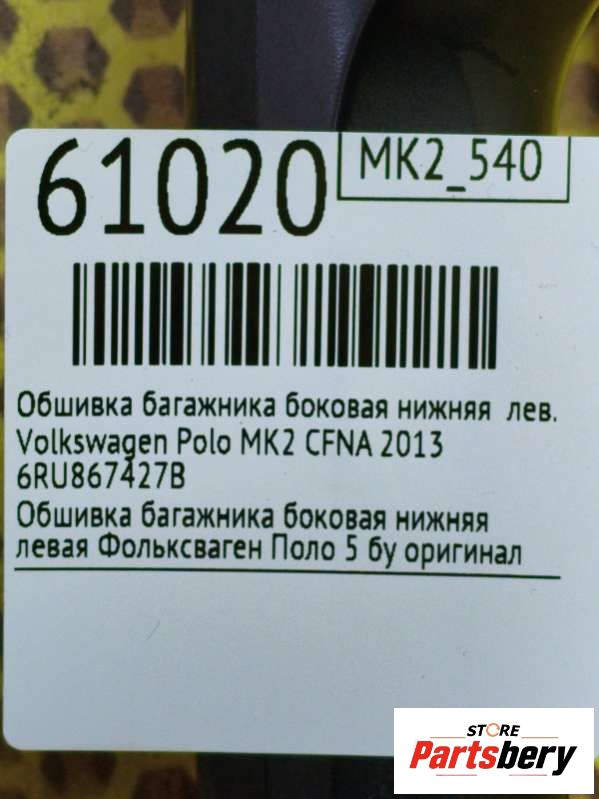 61020
MK2_540
Обшивка багажника боковая нижняя лев.
Volkswagen Polo MK2 CFNA 2013
6RU867427B
Обшивка багажника боковая нижняя
левая Фольксваген Поло 5 бу оригинал
STORE
Partsbery